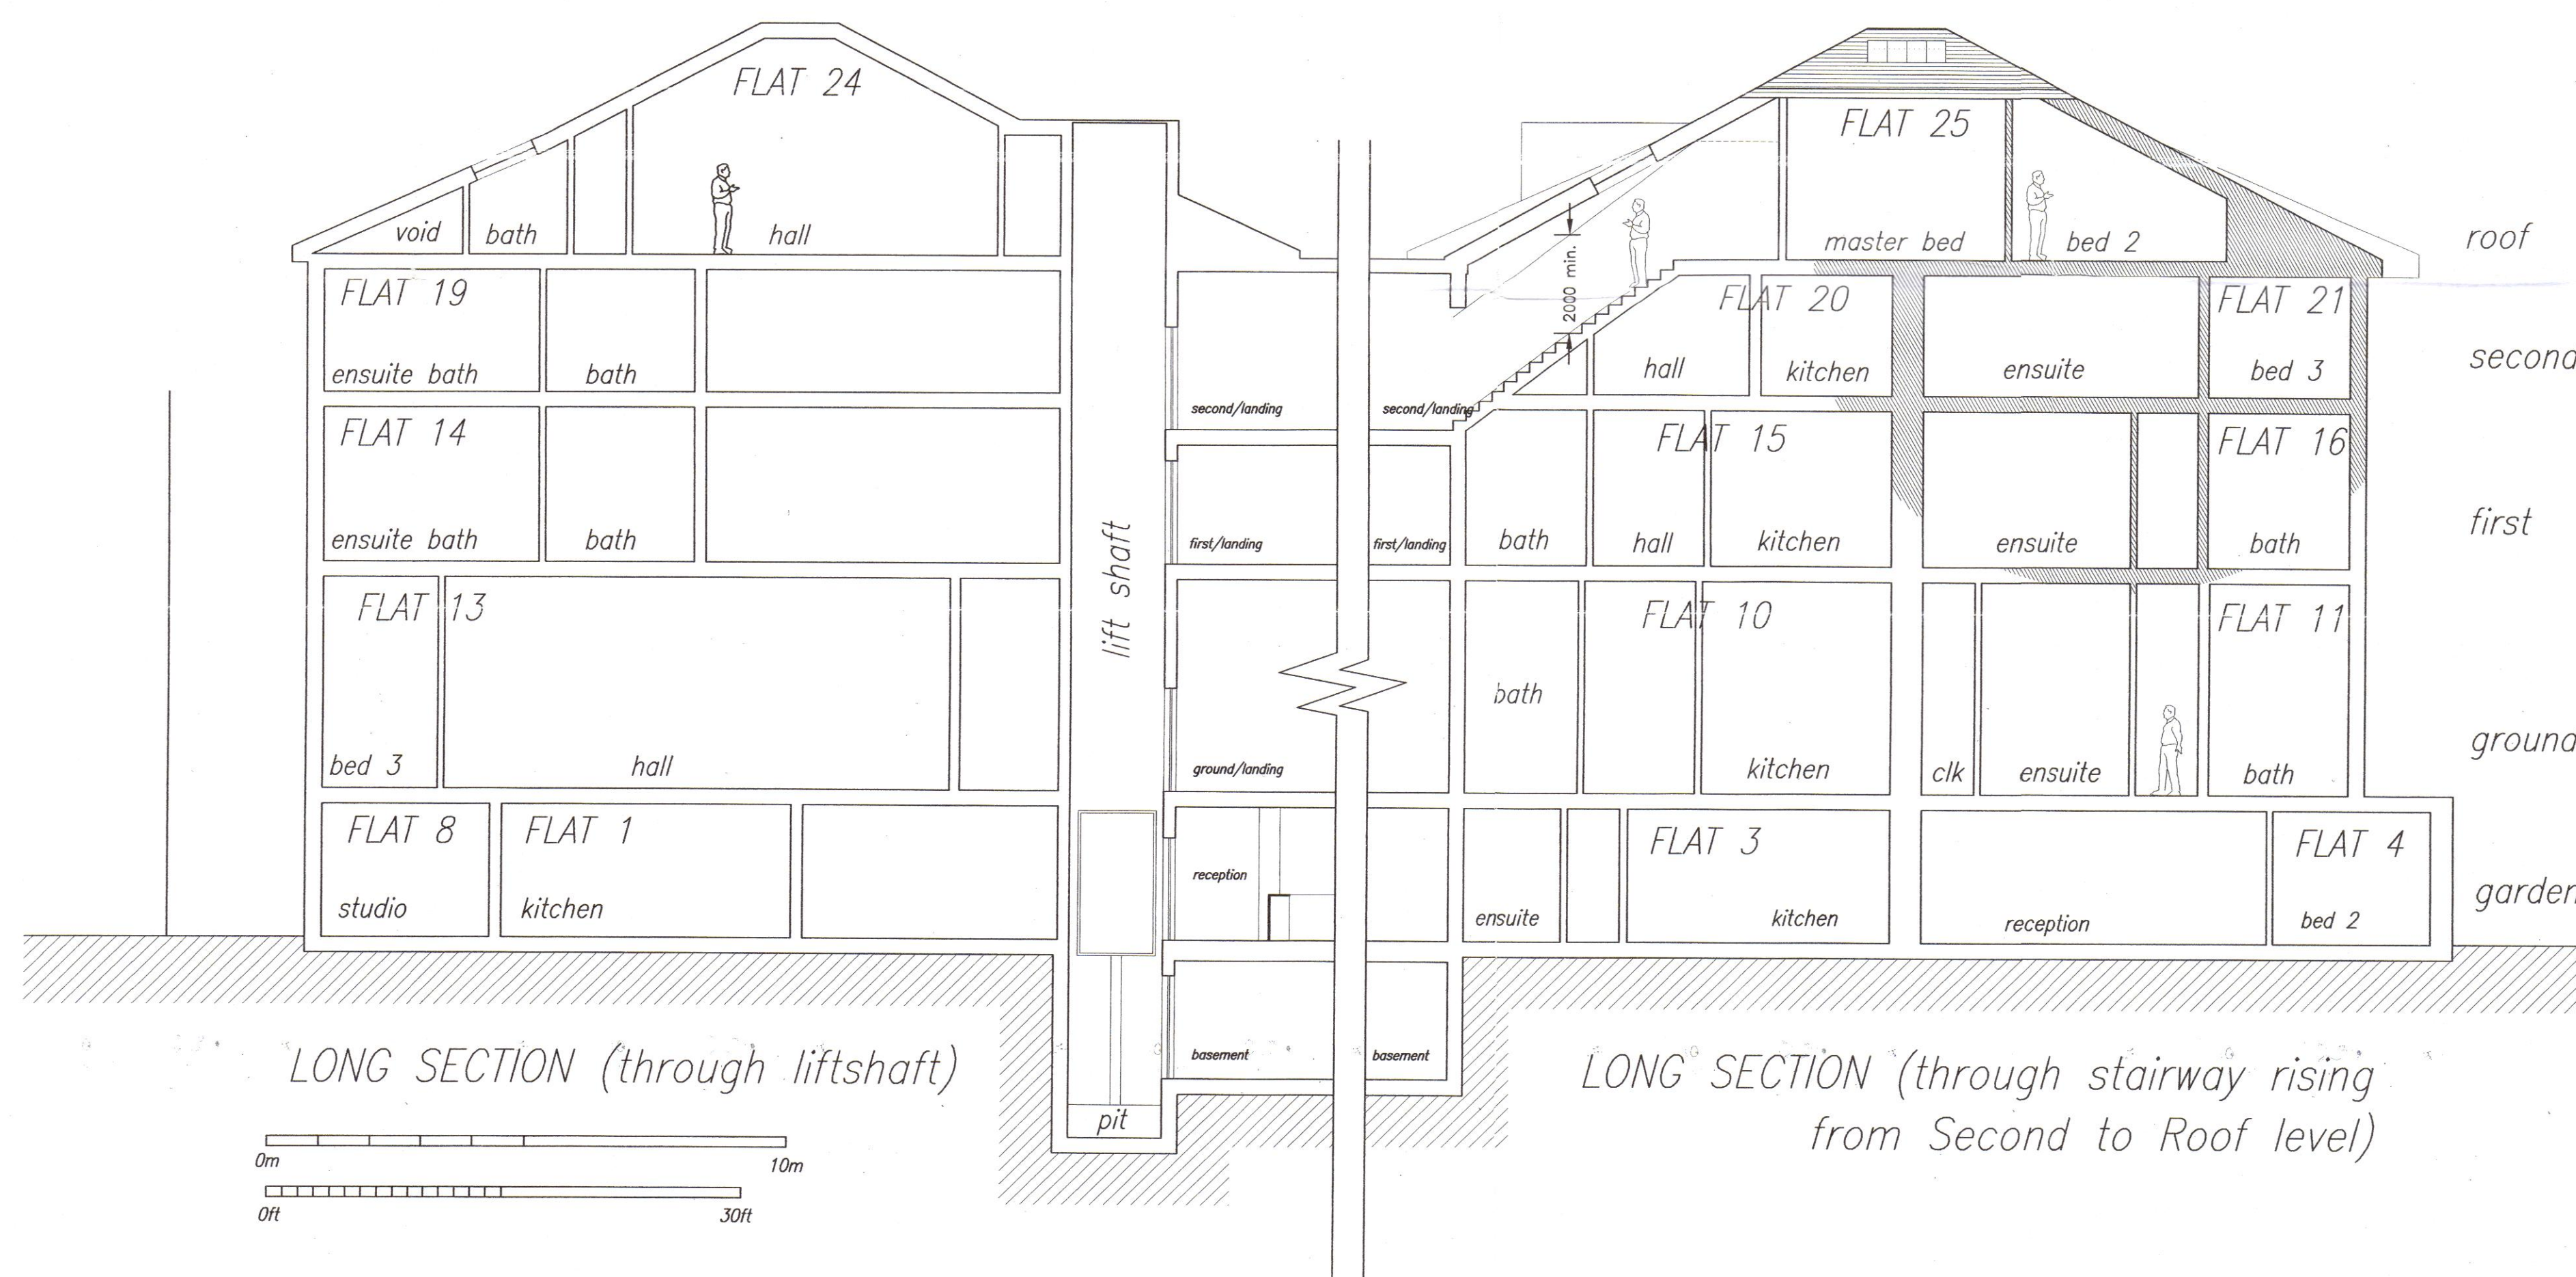 FLAT 24
void
bath
hall
FLAT 19
ensuite bath
bath
FLAT 14
ensuite bath
bath
FLAT 13
bed 3
hall
FLAT 8
studio
FLAT 1
kitchen
lift shaft
pit
second/landing
first/landing
ground/landing
reception
basement
second/landing
first/landing
basement
2000 min.
FLAT 25
master bed
bed 2
FLAT 20
hall
kitchen
ensuite
FLAT 21
bed 3
FLAT 15
bath
hall
kitchen
ensuite
FLAT 16
bath
FLAT 10
bath
kitchen
clk
ensuite
FLAT 11
bath
FLAT 3
ensuite
kitchen
reception
FLAT 4
bed 2
roof
second
first
ground
garden
LONG SECTION (through liftshaft)
0m 10m
0ft 30ft
LONG SECTION (through stairway rising
from Second to Roof level)